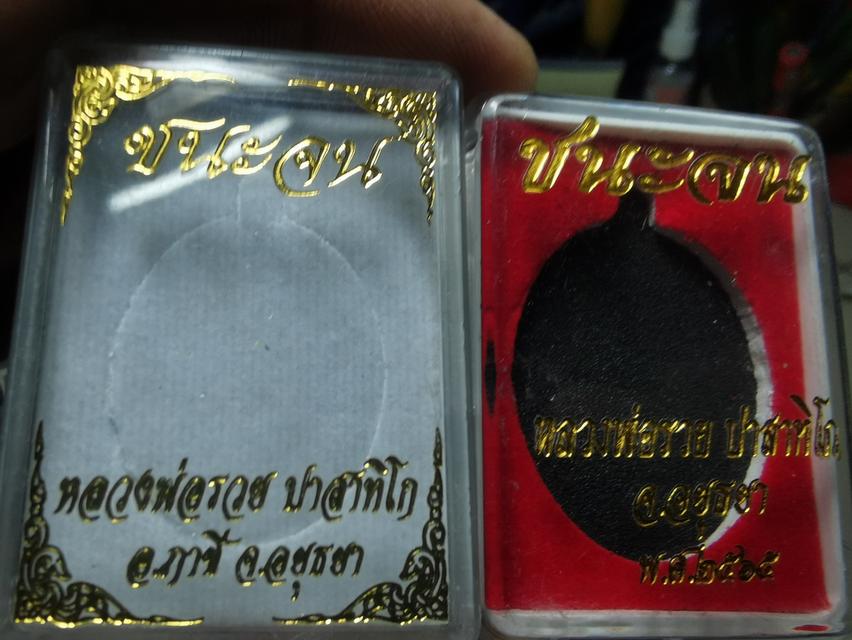 ชนะจน
หลวงพ่อรวย ปาสาทิโก
อ.ภาชี จ.อยุธยา
ชนะจน
หลวงพ่อรวย ปาสาทิโก
จ.อยุธยา
พ.ศ.๒๕๖๕